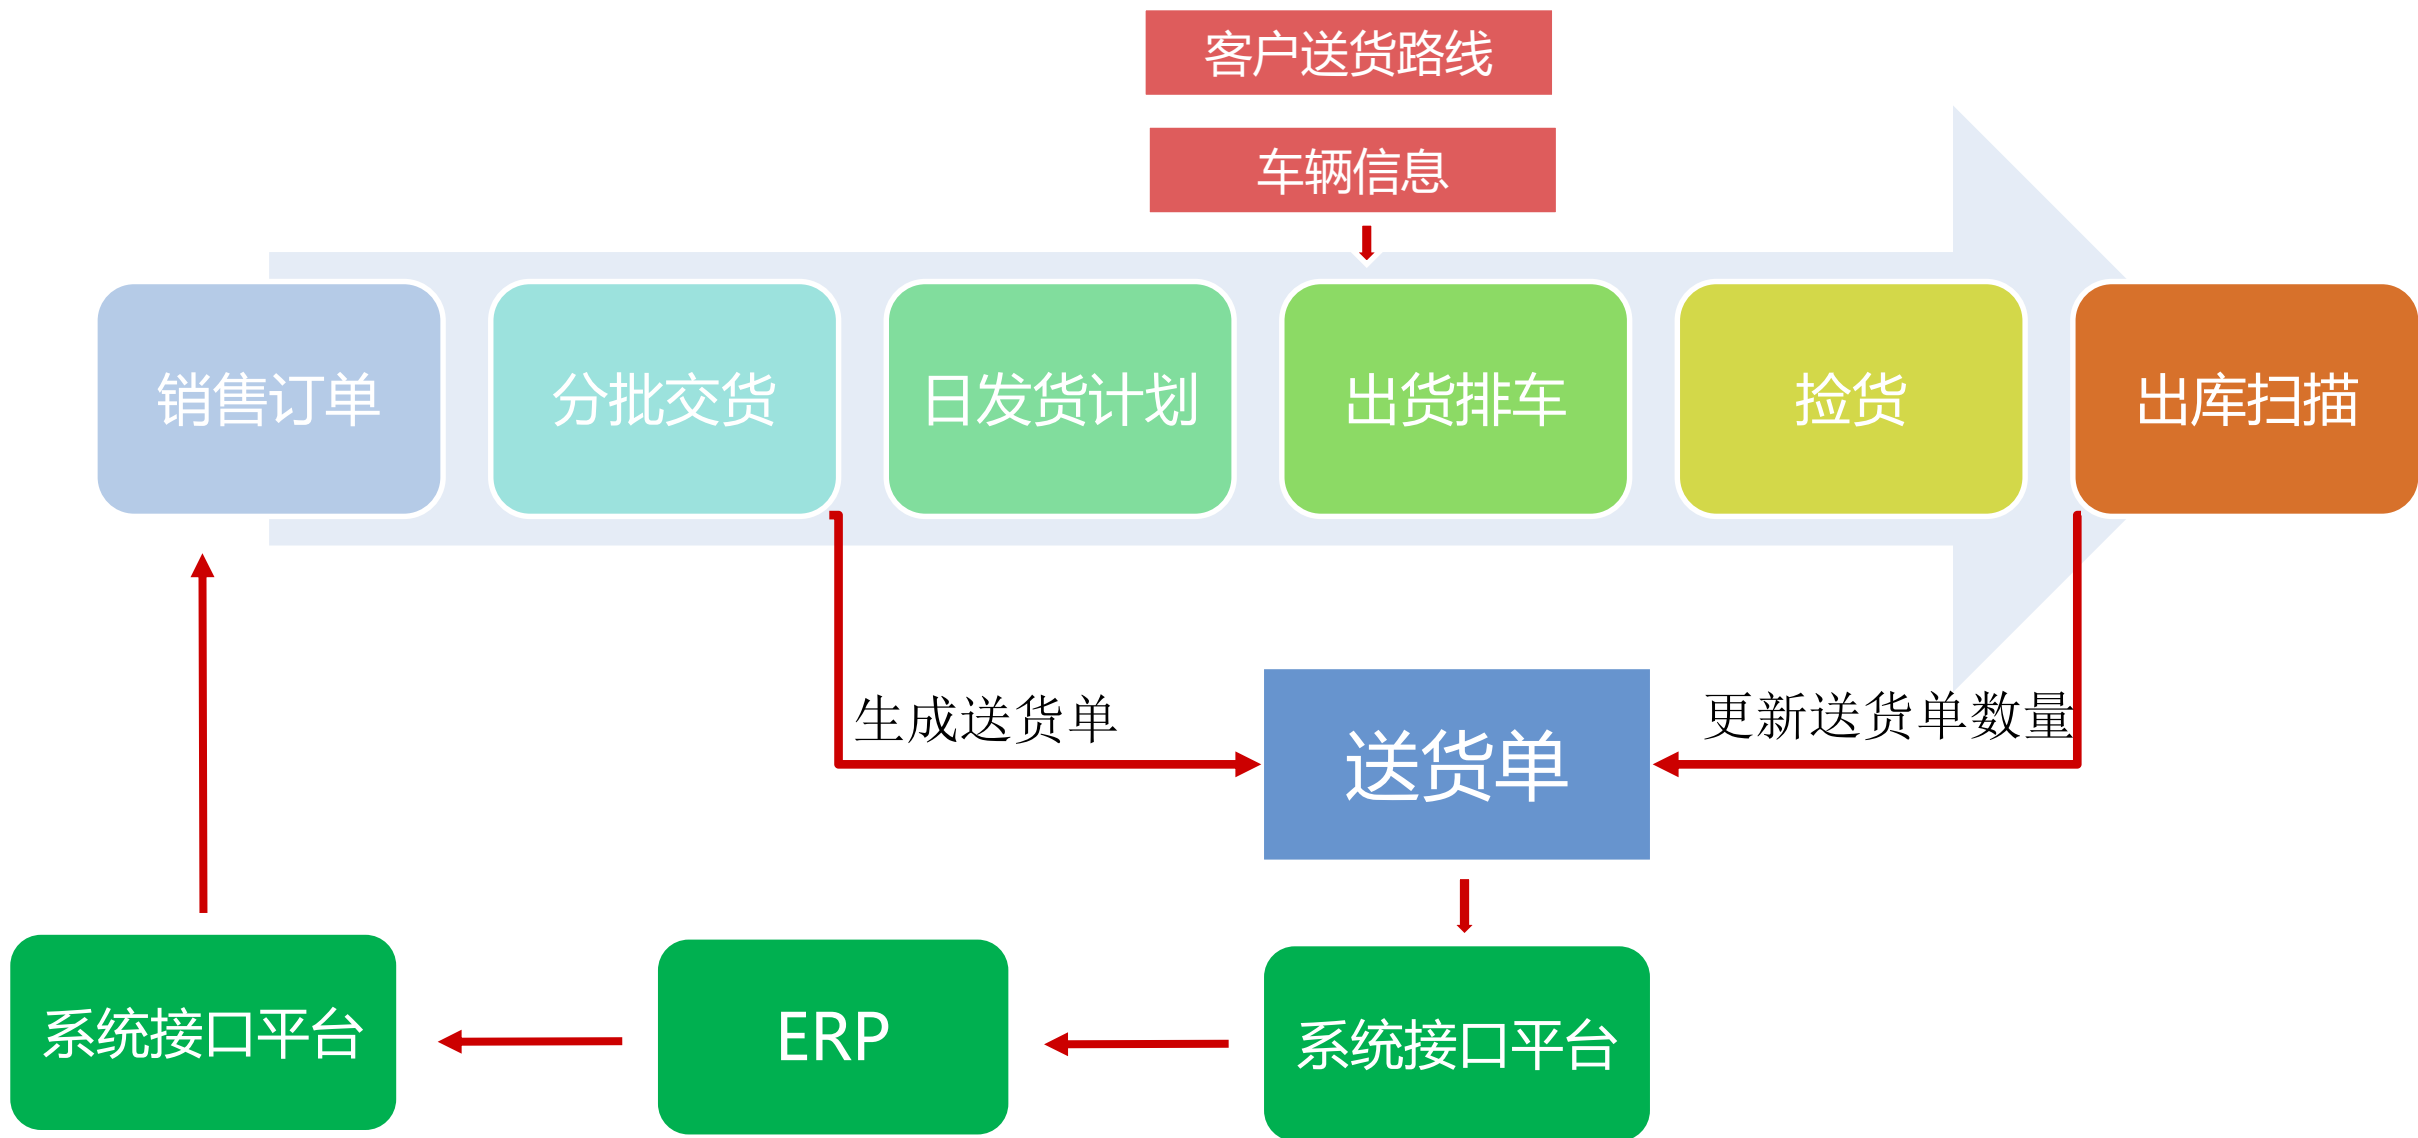 客户送货路线
车辆信息
销售订单
分批交货
日发货计划
出货排车
捡货
出库扫描
生成送货单
送货单
更新送货单数量
系统接口平台
ERP
系统接口平台